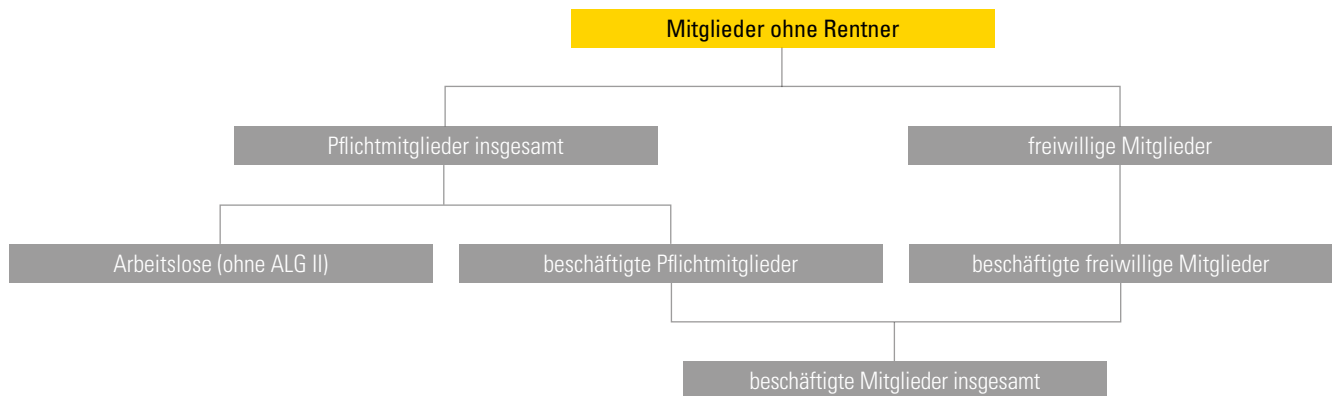 Mitglieder ohne Rentner
Pflichtmitglieder insgesamt
freiwillige Mitglieder
Arbeitslose (ohne ALG II)
beschäftigte Pflichtmitglieder
beschäftigte freiwillige Mitglieder
beschäftigte Mitglieder insgesamt